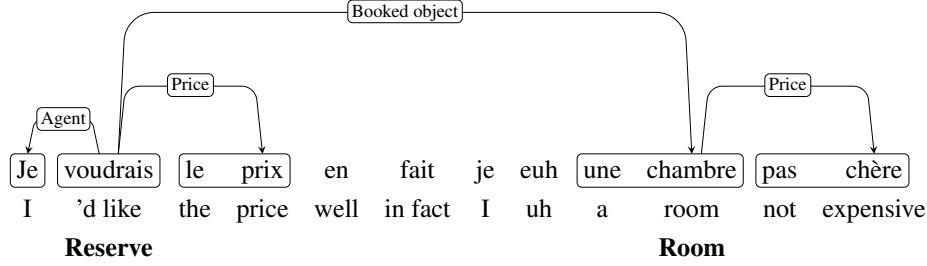 Booked object
Price Price
Agent
Je voudrais le prix en fait je euh une chambre pas chère
I 'd like the price well in fact I uh a room not expensive
Reserve Room